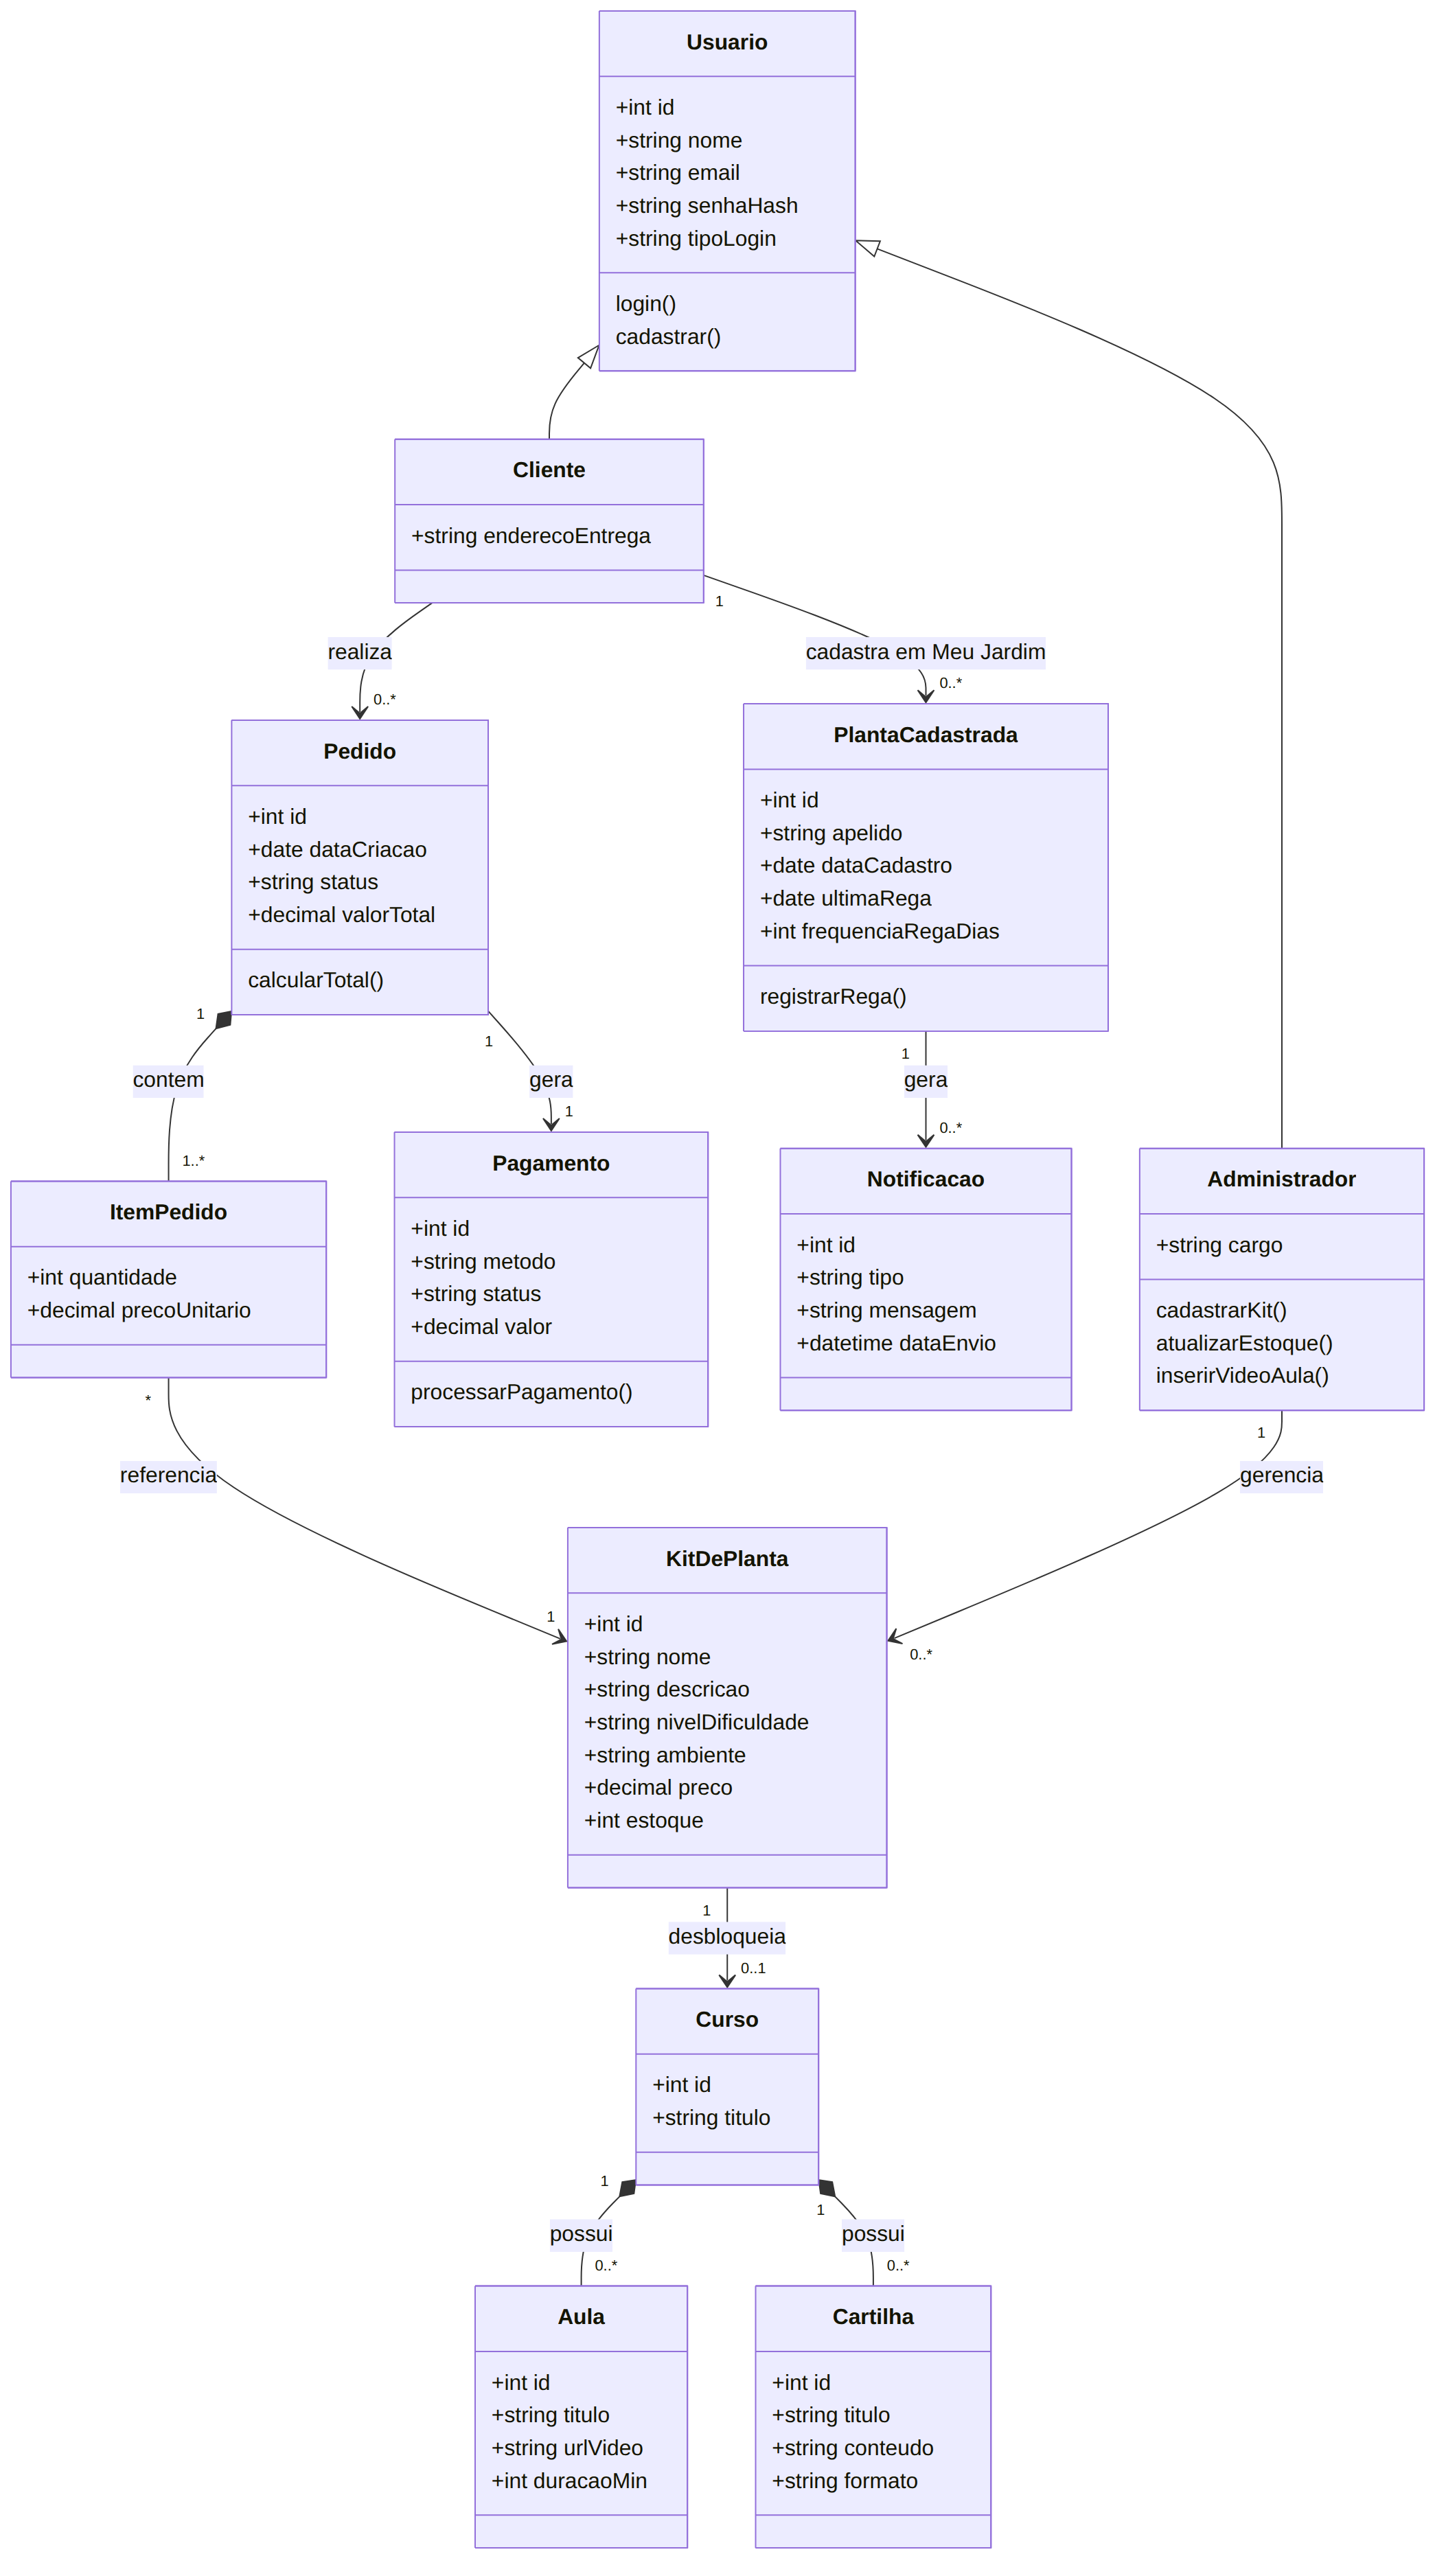 Usuario
+int id
+string nome
+string email
+string senhaHash
+string tipoLogin
login()
cadastrar()
Cliente
+string enderecoEntrega
1
realiza
cadastra em Meu Jardim
0..*
0..*
Pedido
+int id
+date dataCriacao
+string status
+decimal valorTotal
calcularTotal()
PlantaCadastrada
+int id
+string apelido
+date dataCadastro
+date ultimaRega
+int frequenciaRegaDias
registrarRega()
1
contem
1..*
1
gera
1
1
gera
0..*
ItemPedido
+int quantidade
+decimal precoUnitario
Pagamento
+int id
+string metodo
+string status
+decimal valor
processarPagamento()
Notificacao
+int id
+string tipo
+string mensagem
+datetime dataEnvio
Administrador
+string cargo
cadastrarKit()
atualizarEstoque()
inserirVideoAula()
*
referencia
1
1
gerencia
0..*
KitDePlanta
+int id
+string nome
+string descricao
+string nivelDificuldade
+string ambiente
+decimal preco
+int estoque
1
desbloqueia
0..1
Curso
+int id
+string titulo
1
possui
0..*
1
possui
0..*
Aula
+int id
+string titulo
+string urlVideo
+int duracaoMin
Cartilha
+int id
+string titulo
+string conteudo
+string formato